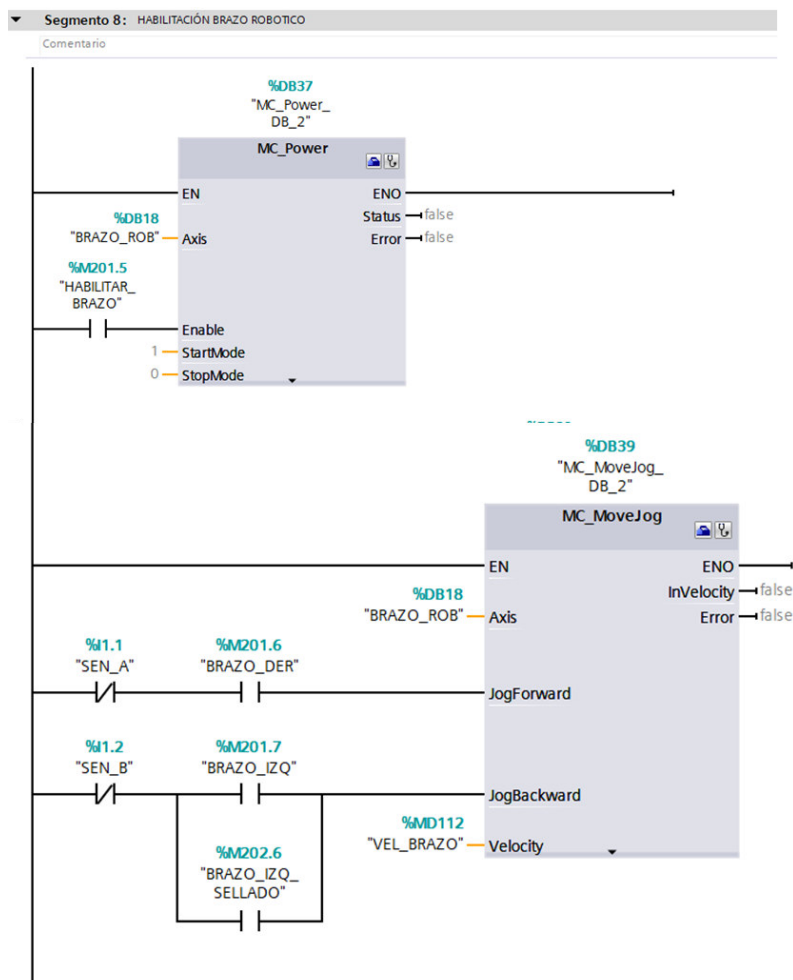 Segmento 8: HABILITACIÓN BRAZO ROBOTICO
Comentario
%DB37
"MC_Power_
DB_2"
MC_Power
EN ENO
Status false
%DB18
"BRAZO_ROB" Axis Error false
%M201.5
"HABILITAR_
BRAZO"
Enable
1 StartMode
0 StopMode
%DB39
"MC_MoveJog_
DB_2"
MC_MoveJog
EN ENO
%DB18 InVelocity false
"BRAZO_ROB" Axis Error false
%I1.1 %M201.6
"SEN_A" "BRAZO_DER"
JogForward
%I1.2 %M201.7
"SEN_B" "BRAZO_IZQ"
JogBackward
%MD112
"VEL_BRAZO" Velocity
%M202.6
"BRAZO_IZQ_
SELLADO"